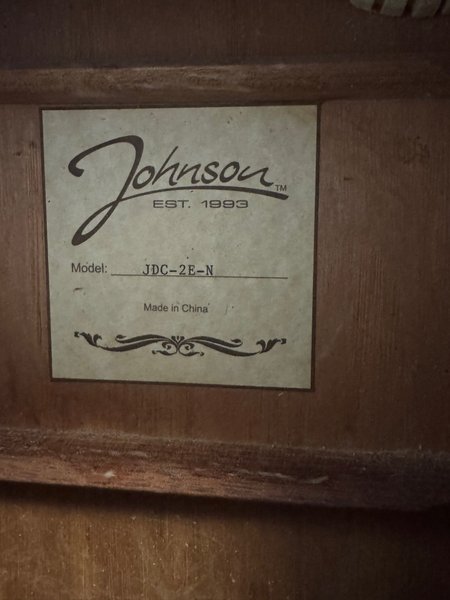 Johnson™
EST. 1993
Model: JDC-2E-N
Made in China